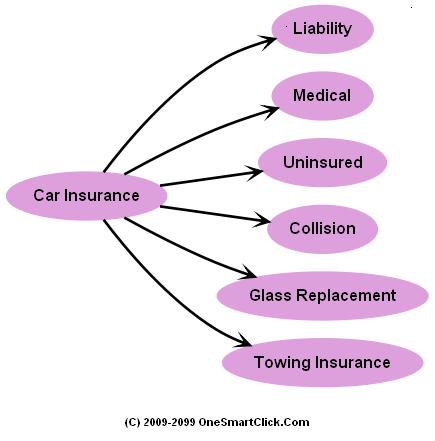 Liability
Medical
Uninsured
Car Insurance
Collision
Glass Replacement
Towing Insurance
(C) 2009-2099 OneSmartClick.Com